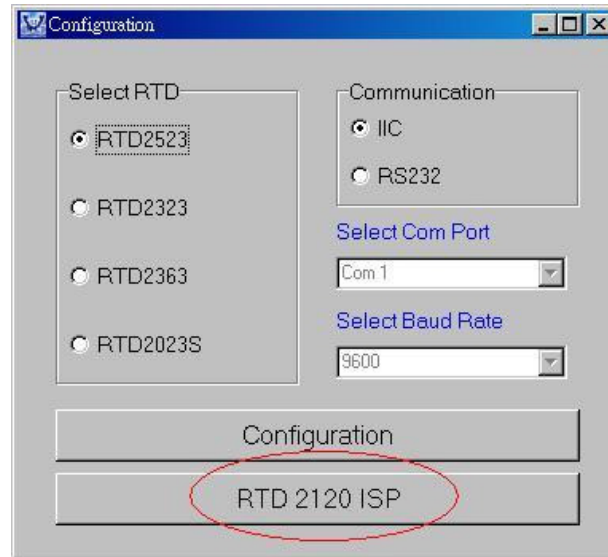 Configuration
Select RTD
RTD2523
RTD2323
RTD2363
RTD2023S
Communication
IIC
RS232
Select Com Port
Com 1
Select Baud Rate
9600
Configuration
RTD 2120 ISP